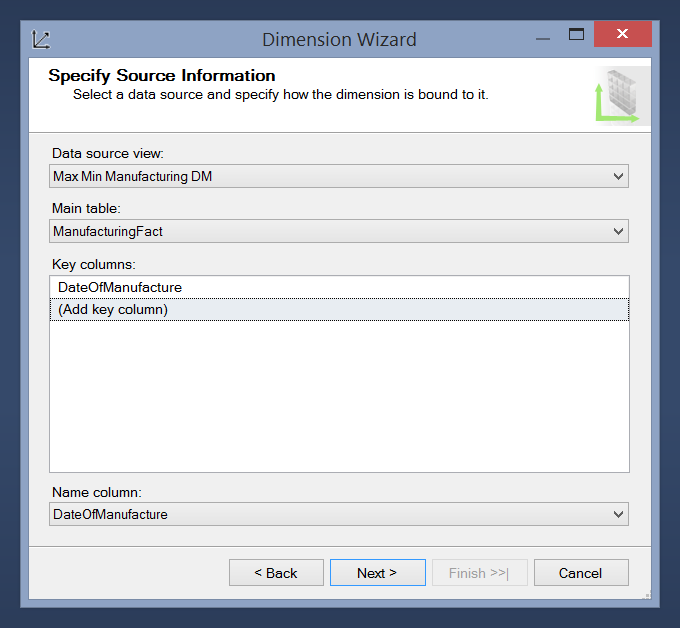 Dimension Wizard
Specify Source Information
Select a data source and specify how the dimension is bound to it.
Data source view:
Max Min Manufacturing DM
Main table:
ManufacturingFact
Key columns:
DateOfManufacture
(Add key column)
Name column:
DateOfManufacture
< Back
Next >
Finish >>|
Cancel